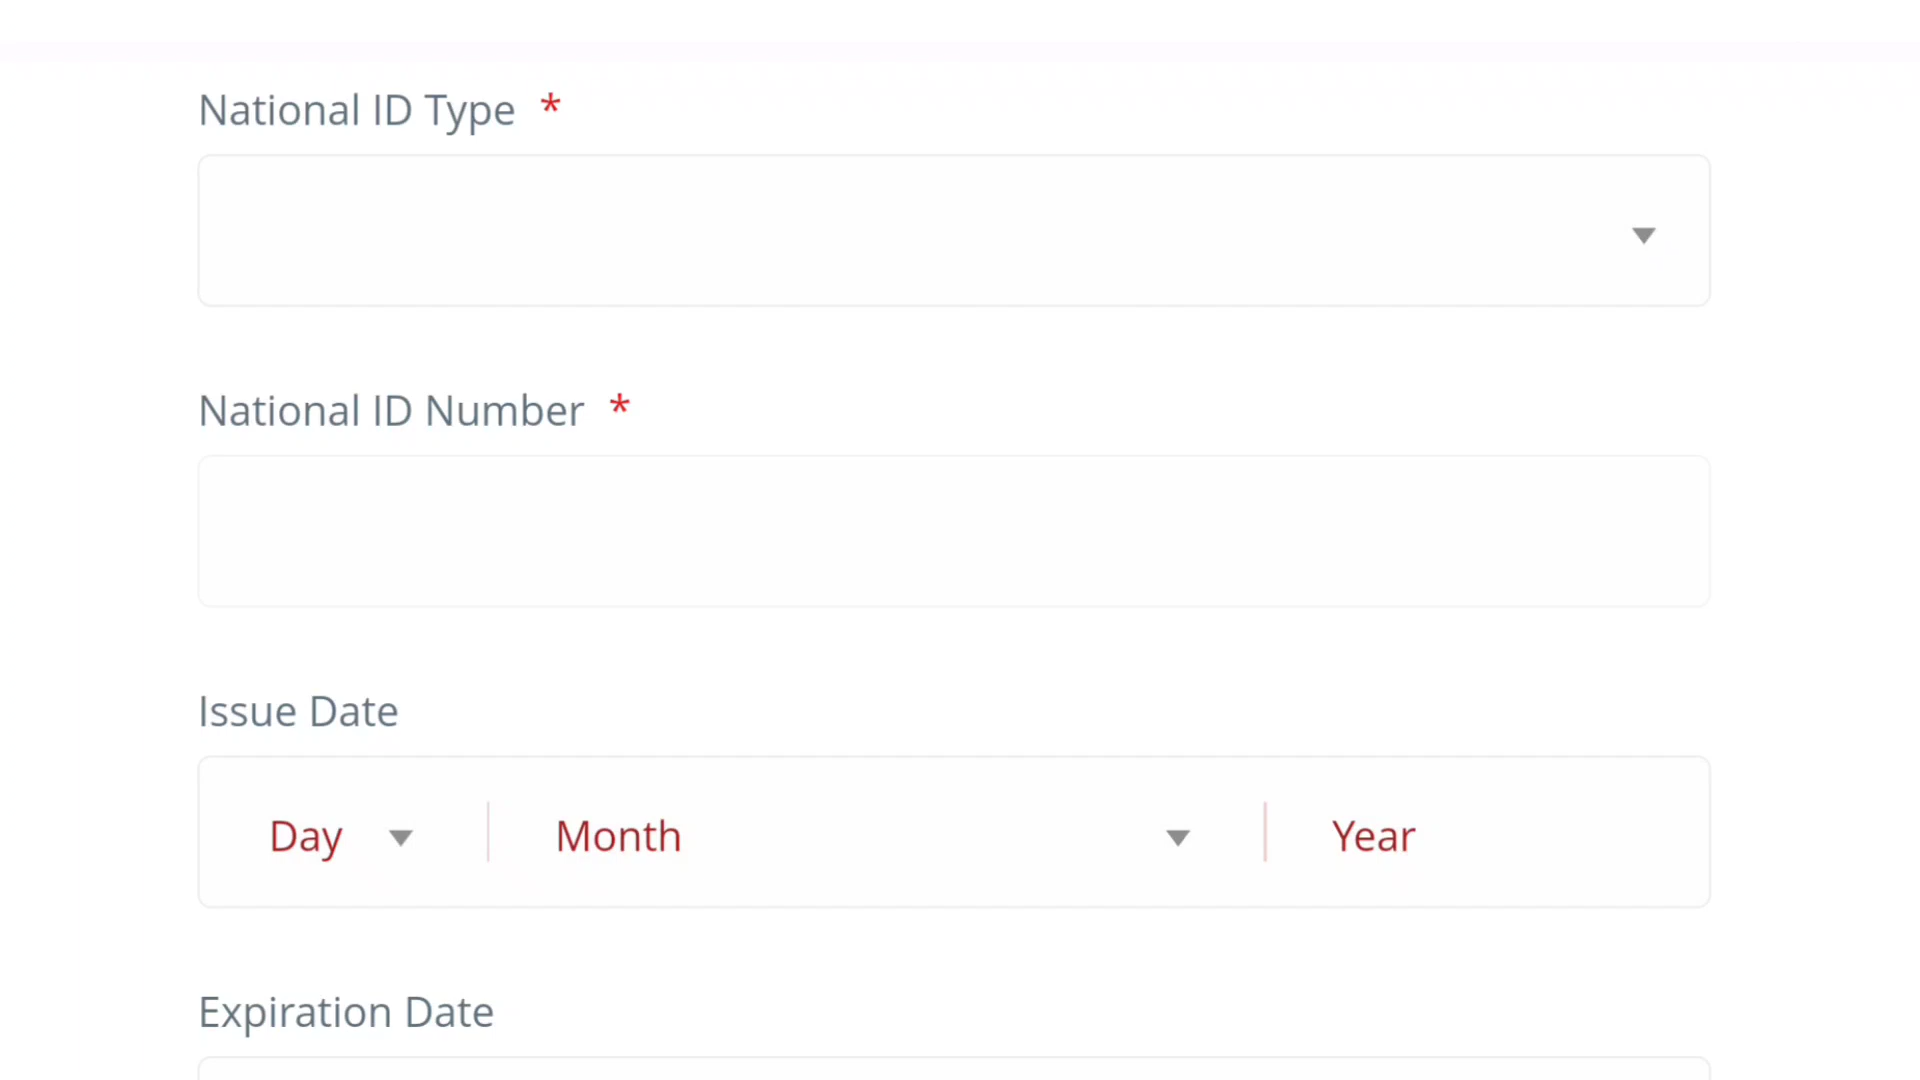 National ID Type *
National ID Number *
Issue Date
Day Month Year
Expiration Date